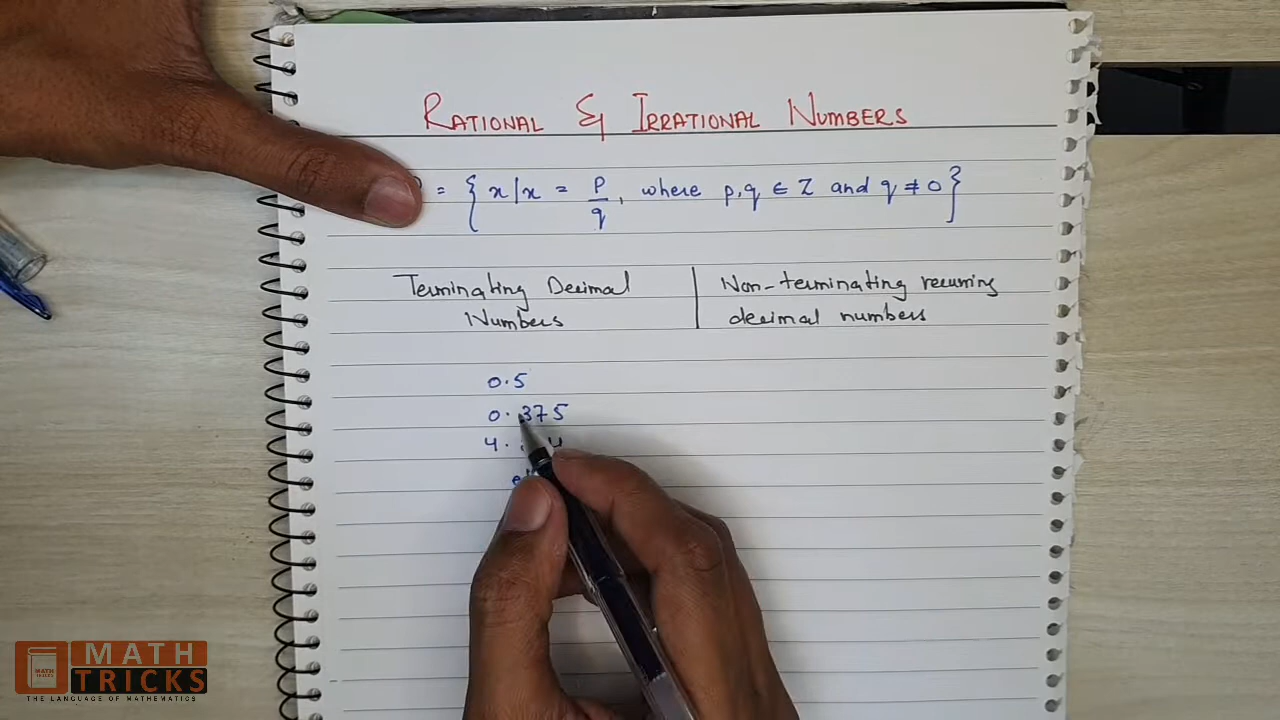 RATIONAL & IRRATIONAL NUMBERS
= { x/x = p/q, where p,q ∈ Z and q ≠ 0 }
Terminating Decimal
Numbers
Non-terminating recurring
decimal numbers
0.5
0.375
4.
MATH
TRICKS
THE LANGUAGE OF MATHEMATICS